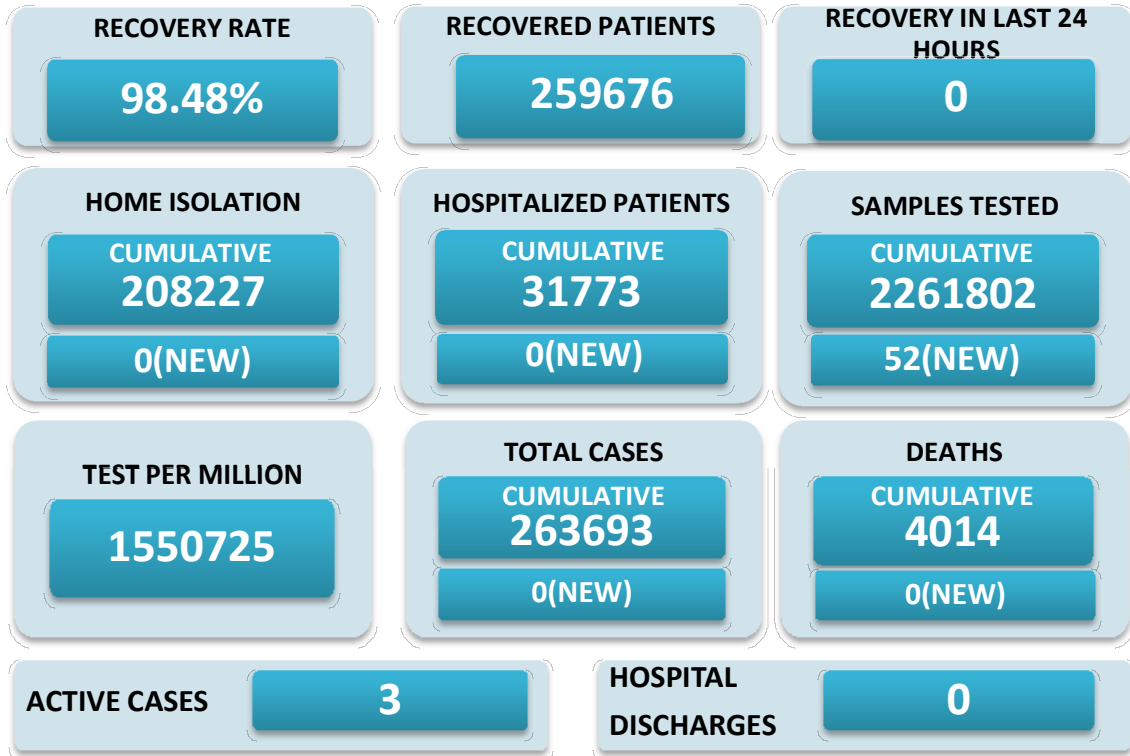 RECOVERY RATE
98.48%
RECOVERED PATIENTS
259676
RECOVERY IN LAST 24
HOURS
0
HOME ISOLATION
CUMULATIVE
208227
0(NEW)
HOSPITALIZED PATIENTS
CUMULATIVE
31773
0(NEW)
SAMPLES TESTED
CUMULATIVE
2261802
52(NEW)
TEST PER MILLION
1550725
TOTAL CASES
CUMULATIVE
263693
0(NEW)
DEATHS
CUMULATIVE
4014
0(NEW)
ACTIVE CASES
3
HOSPITAL
DISCHARGES
0